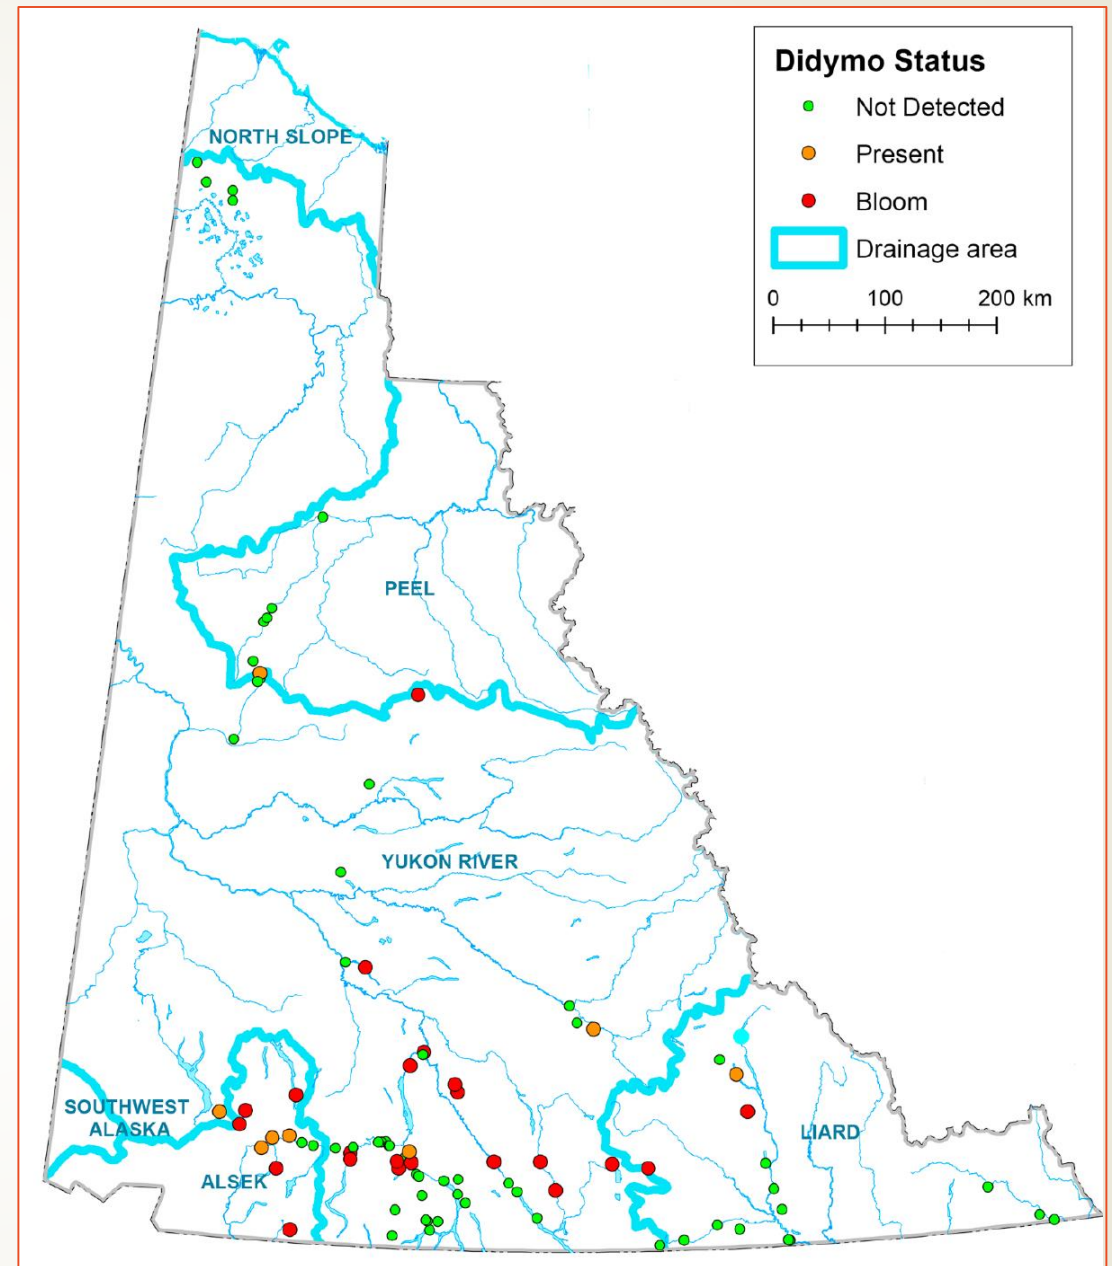 Didymo Status
Not Detected
Present
Bloom
Drainage area
0 100 200 km
NORTH SLOPE
PEEL
YUKON RIVER
SOUTHWEST
ALASKA
ALSEK
LIARD